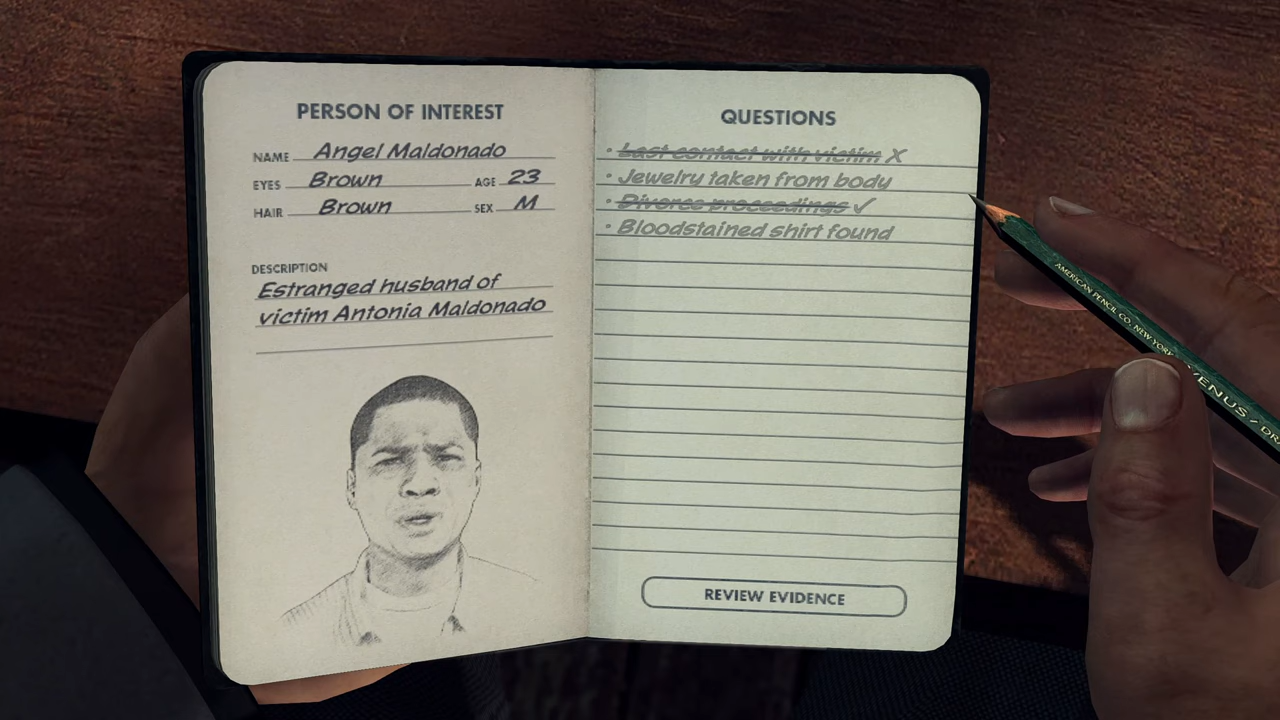 PERSON OF INTEREST
NAME Angel Maldonado
EYES Brown AGE 23
HAIR Brown SEX M
DESCRIPTION
Estranged husband of
victim Antonia Maldonado
QUESTIONS
• Last contact with victim X
• Jewelry taken from body
• Divorce proceedings ✓
• Bloodstained shirt found
REVIEW EVIDENCE
AMERICAN PENCIL CO. NEW YORK
VENUS / DRA